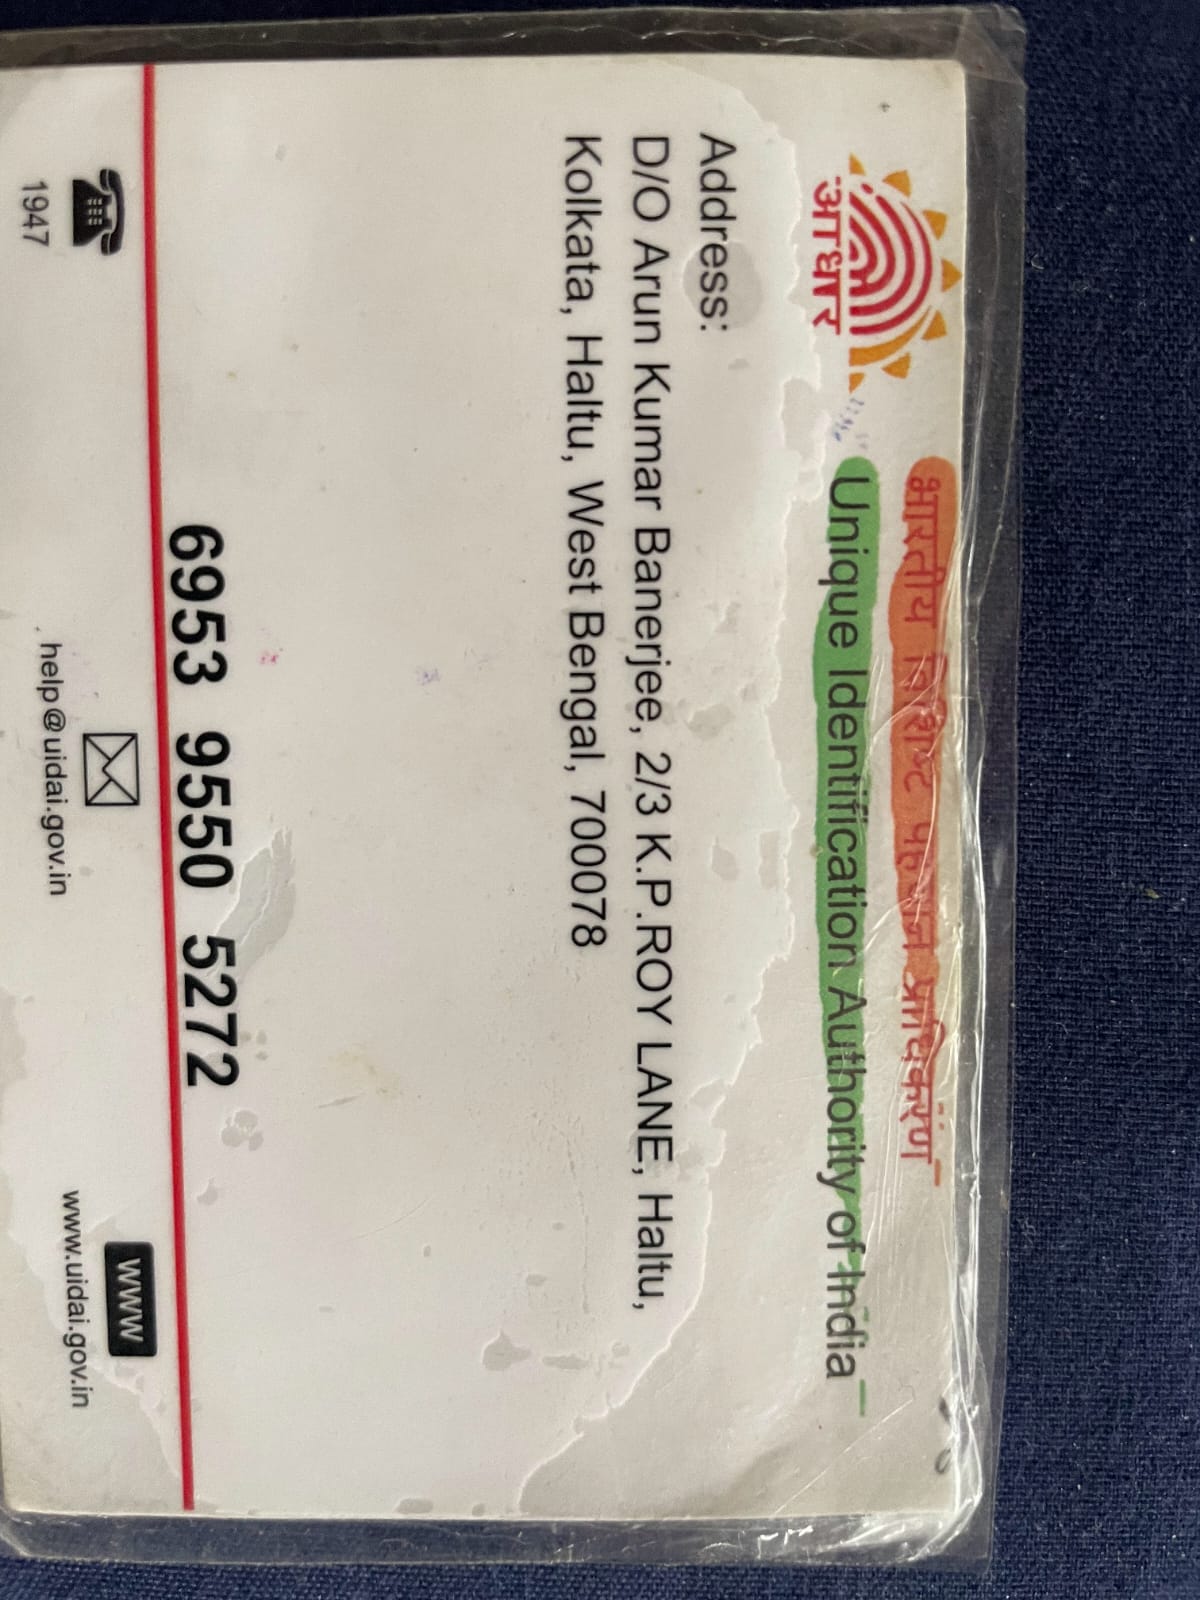 भारतीय विशिष्ट पहचान प्राधिकरण
Unique Identification Authority of India
आधार
Address:
D/O Arun Kumar Banerjee, 2/3 K.P.ROY LANE, Haltu,
Kolkata, Haltu, West Bengal, 700078
6953 9550 5272
1947
help@uidai.gov.in
WWW
www.uidai.gov.in